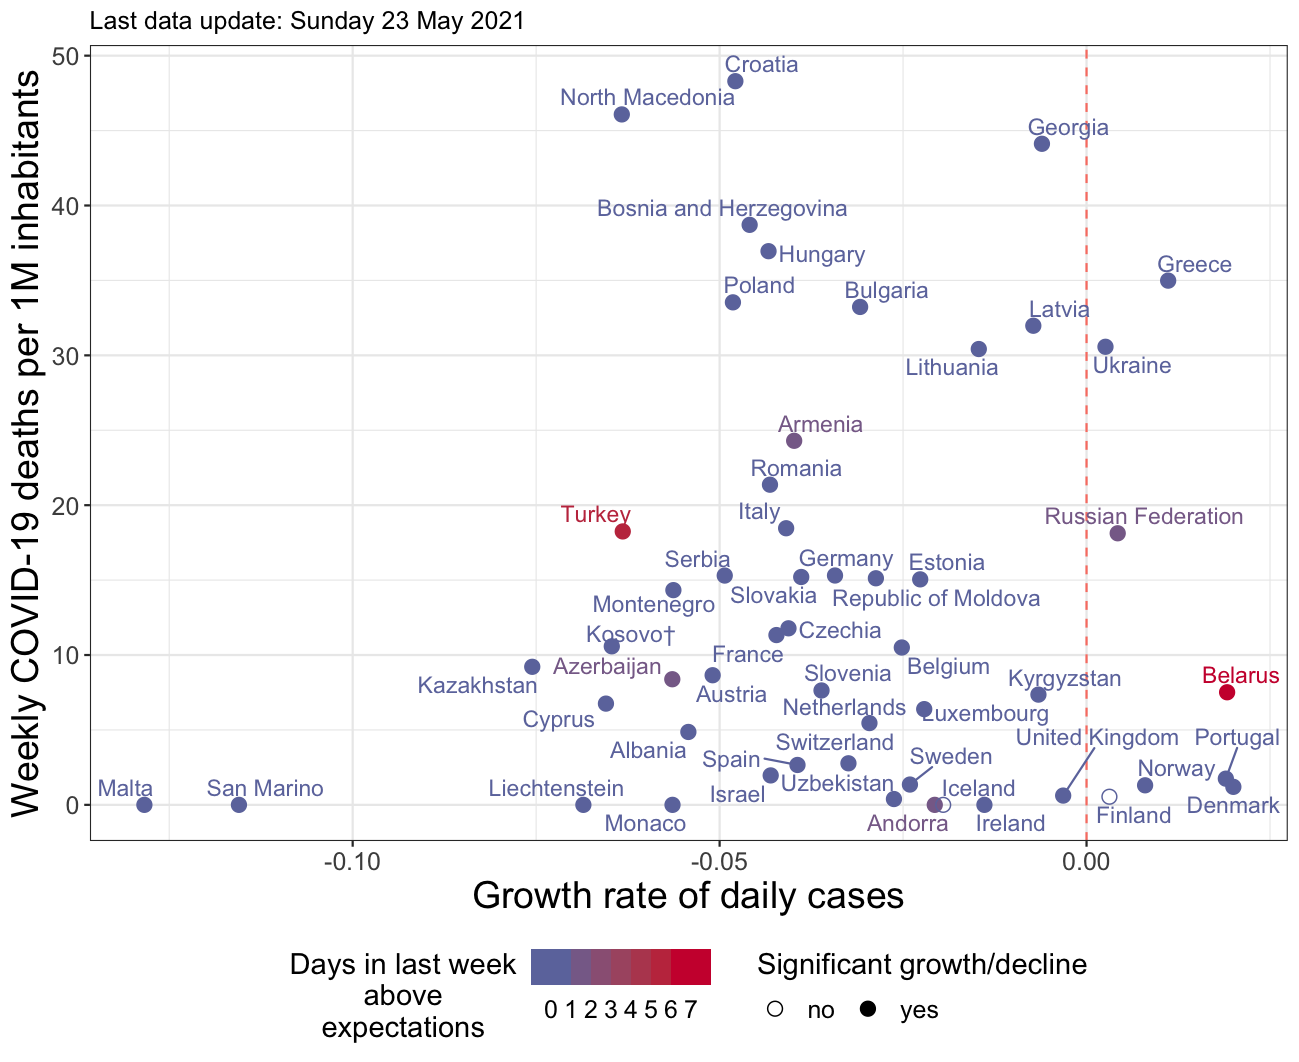 Last data update: Sunday 23 May 2021
Weekly COVID-19 deaths per 1M inhabitants
50
40
30
20
10
0
Croatia
North Macedonia
Georgia
Bosnia and Herzegovina
Hungary
Greece
Poland
Bulgaria
Latvia
Lithuania
Ukraine
Armenia
Romania
Turkey
Italy
Russian Federation
Serbia
Germany
Estonia
Montenegro
Slovakia
Republic of Moldova
Kosovo†
Czechia
France
Azerbaijan
Belgium
Kazakhstan
Austria
Slovenia
Kyrgyzstan
Belarus
Cyprus
Netherlands
Luxembourg
Albania
Switzerland
United Kingdom
Portugal
Spain
Sweden
Norway
Malta
San Marino
Liechtenstein
Israel
Uzbekistan
Iceland
Monaco
Andorra
Ireland
Finland
Denmark
-0.10
-0.05
0.00
Growth rate of daily cases
Days in last week
above
expectations
0 1 2 3 4 5 6 7
Significant growth/decline
no
yes